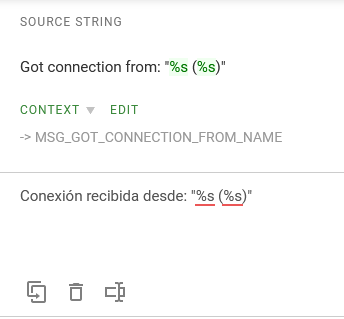 SOURCE STRING
Got connection from: "%s (%s)"
CONTEXT EDIT
-> MSG_GOT_CONNECTION_FROM_NAME
Conexión recibida desde: "%s (%s)"